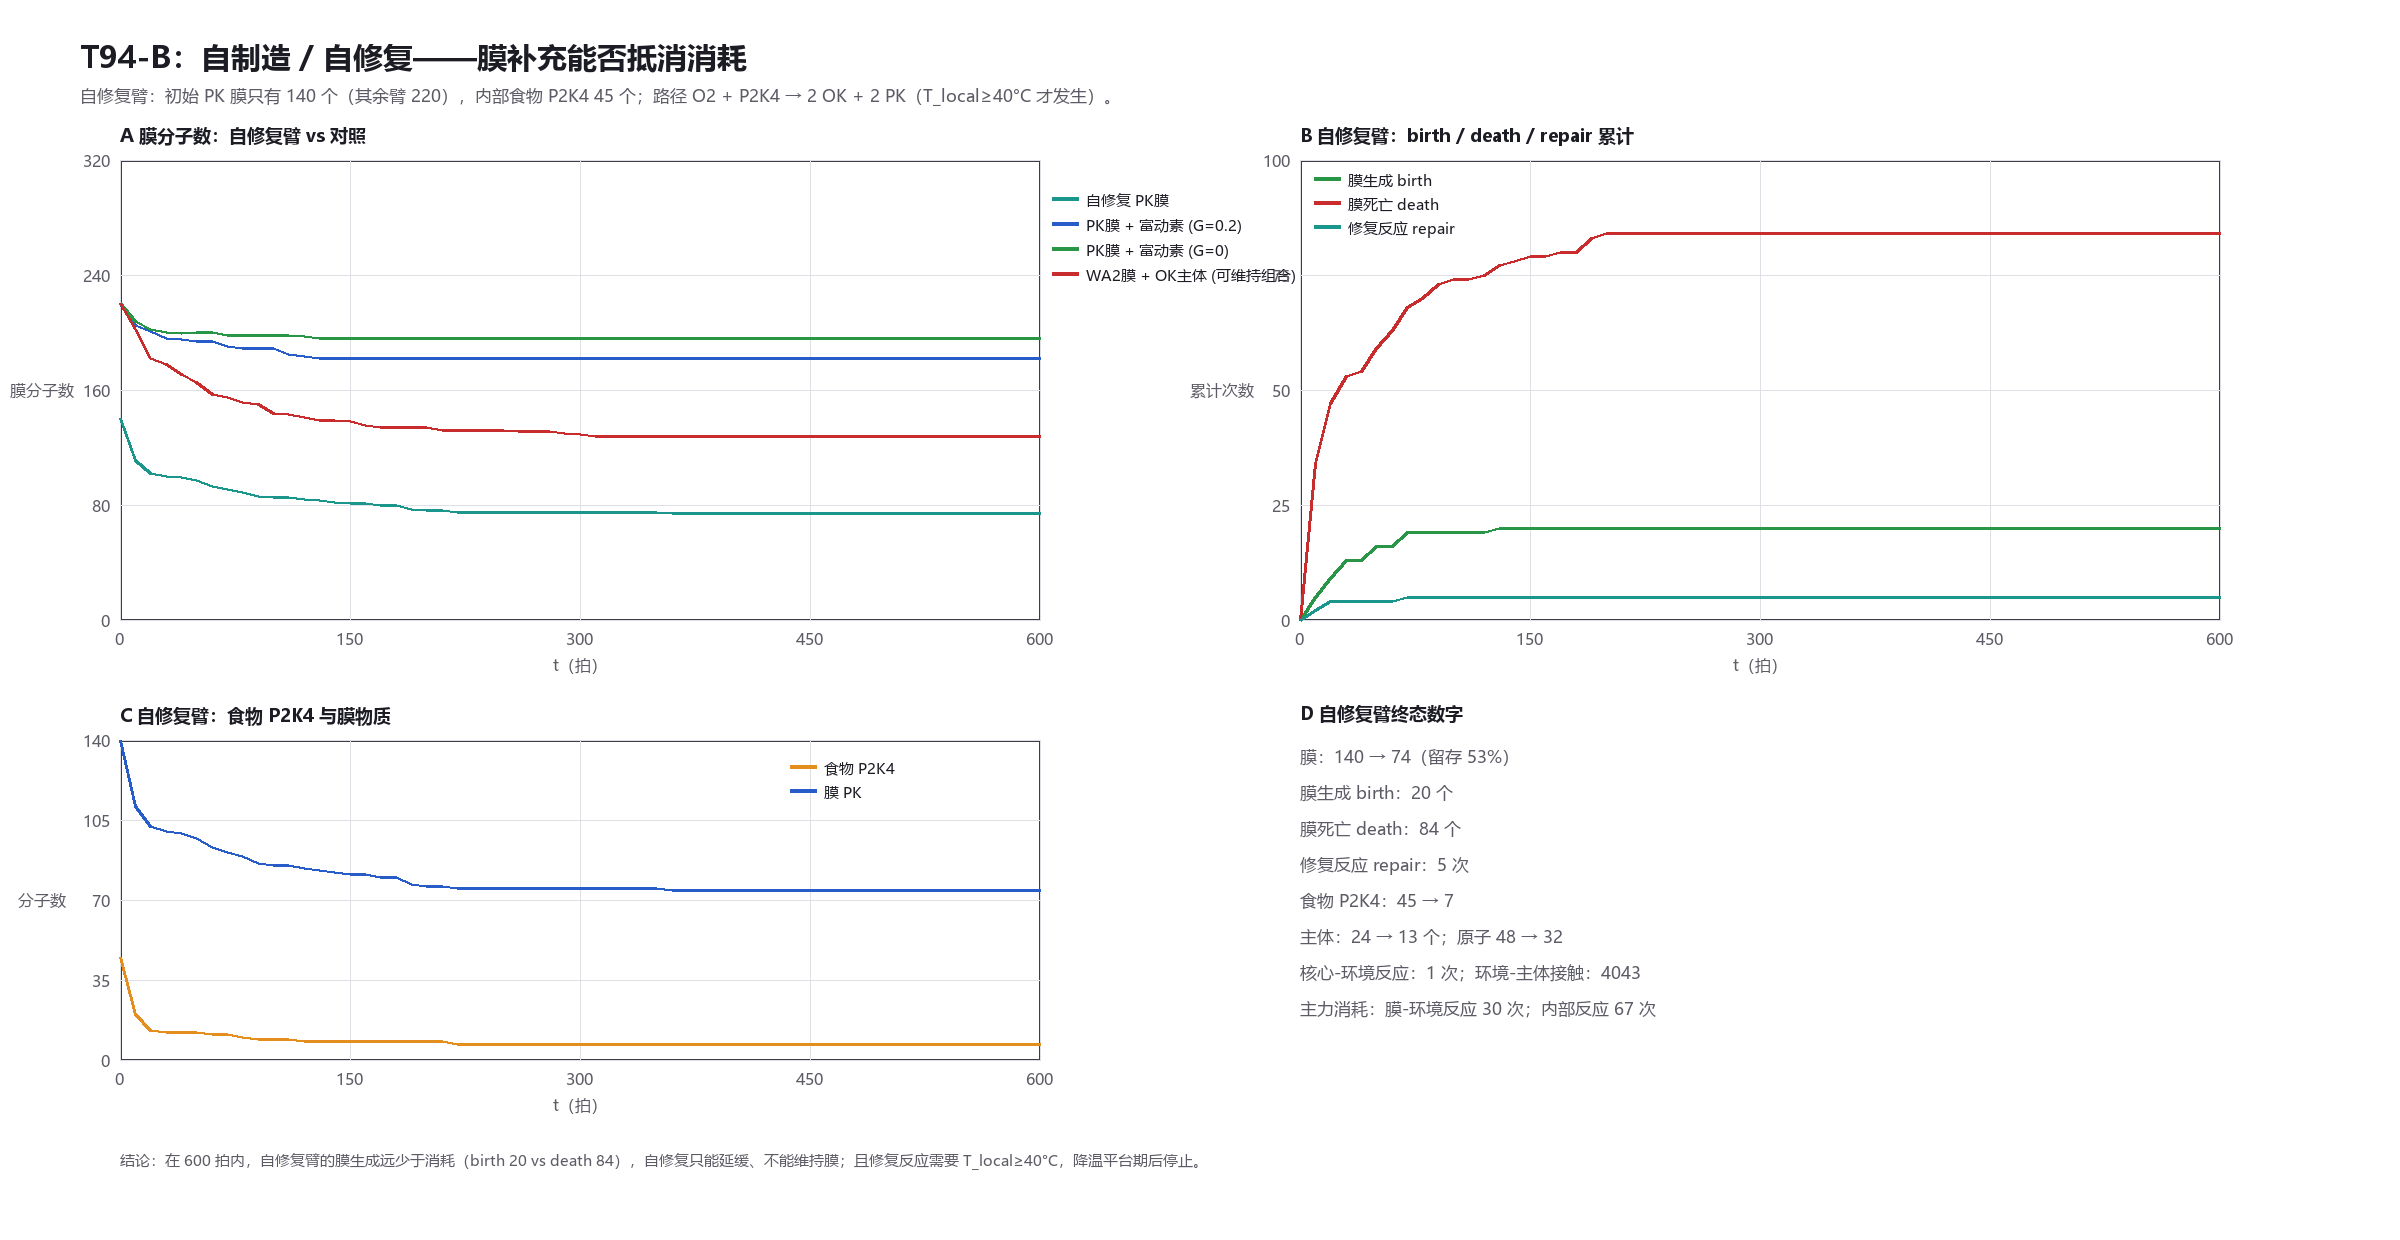 T94-B：自制造 / 自修复——膜补充能否抵消消耗
自修复臂：初始 PK 膜只有 140 个（其余臂 220），内部食物 P2K4 45 个；路径 O2 + P2K4 → 2 OK + 2 PK（T_local≥40°C 才发生）。
A 膜分子数：自修复臂 vs 对照
320
240
160
80
0
膜分子数
0
150
300
450
600
t（拍）
自修复 PK膜
PK膜 + 富动素 (G=0.2)
PK膜 + 富动素 (G=0)
WA2膜 + OK主体 (可维持组合)
B 自修复臂：birth / death / repair 累计
100
75
50
25
0
累计次数
膜生成 birth
膜死亡 death
修复反应 repair
0
150
300
450
600
t（拍）
C 自修复臂：食物 P2K4 与膜物质
140
105
70
35
0
分子数
食物 P2K4
膜 PK
0
150
300
450
600
t（拍）
D 自修复臂终态数字
膜：140 → 74（留存 53%）
膜生成 birth：20 个
膜死亡 death：84 个
修复反应 repair：5 次
食物 P2K4：45 → 7
主体：24 → 13 个；原子 48 → 32
核心-环境反应：1 次；环境-主体接触：4043
主力消耗：膜-环境反应 30 次；内部反应 67 次
结论：在 600 拍内，自修复臂的膜生成远少于消耗（birth 20 vs death 84），自修复只能延缓、不能维持膜；且修复反应需要 T_local≥40°C，降温平台期后停止。